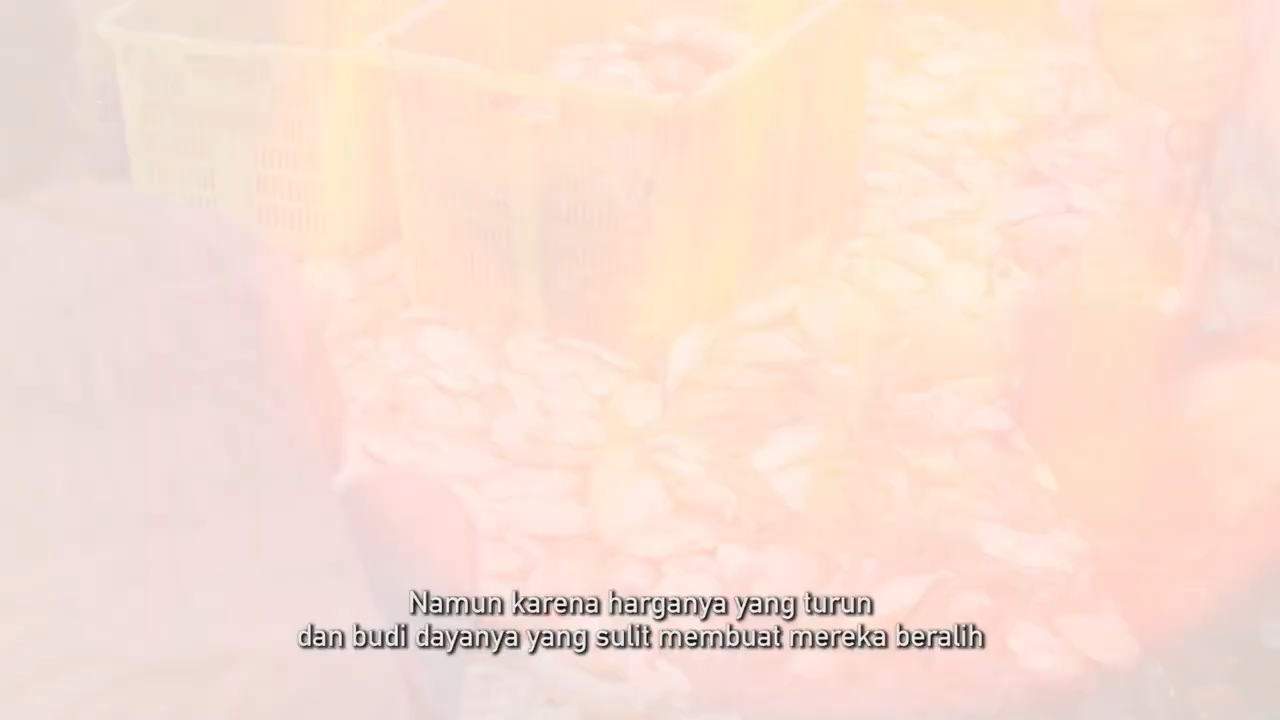 Namun karena harganya yang turun
dan budi dayanya yang sulit membuat mereka beralih